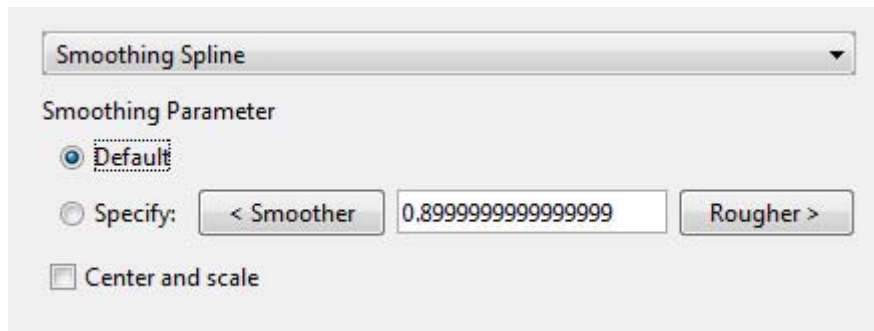 Smoothing Spline
Smoothing Parameter
Default
Specify: < Smoother 0.8999999999999999 Rougher >
Center and scale